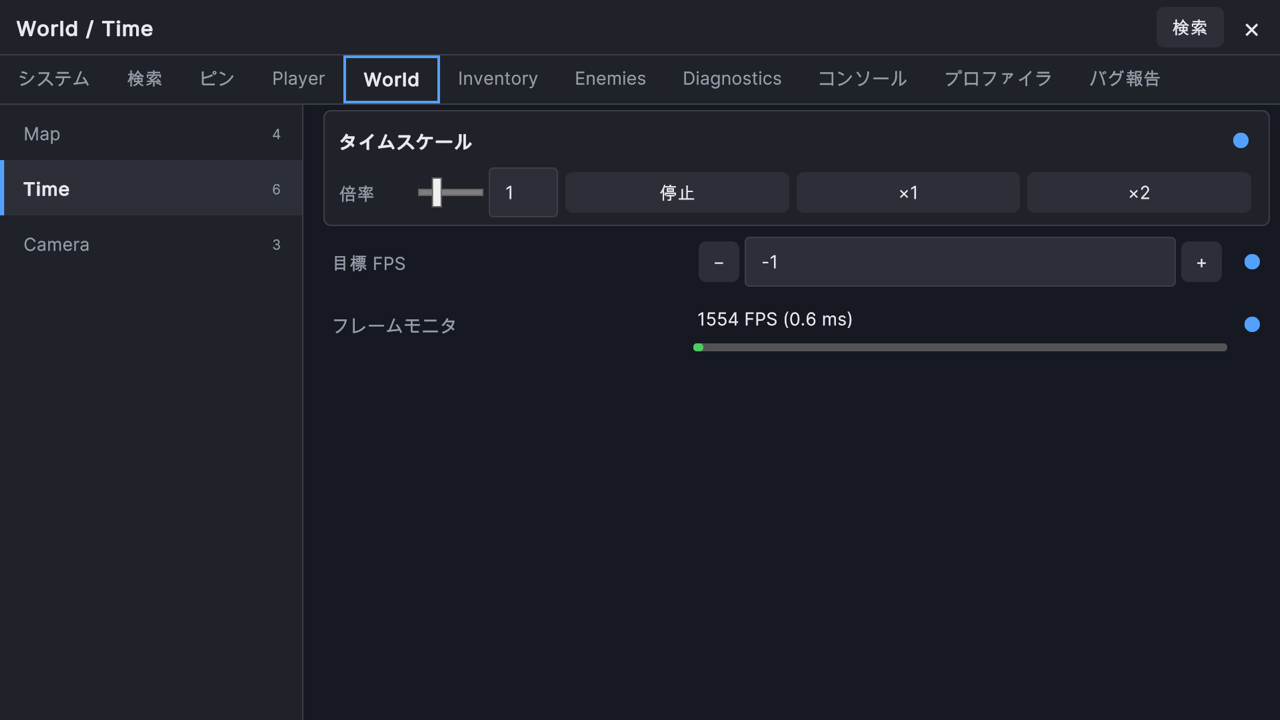 World / Time
検索
×
システム 検索 ピン Player World Inventory Enemies Diagnostics コンソール プロファイラ バグ報告
Map 4
Time 6
Camera 3
タイムスケール
倍率 1 停止 ×1 ×2
目標 FPS − -1 +
フレームモニタ 1554 FPS (0.6 ms)